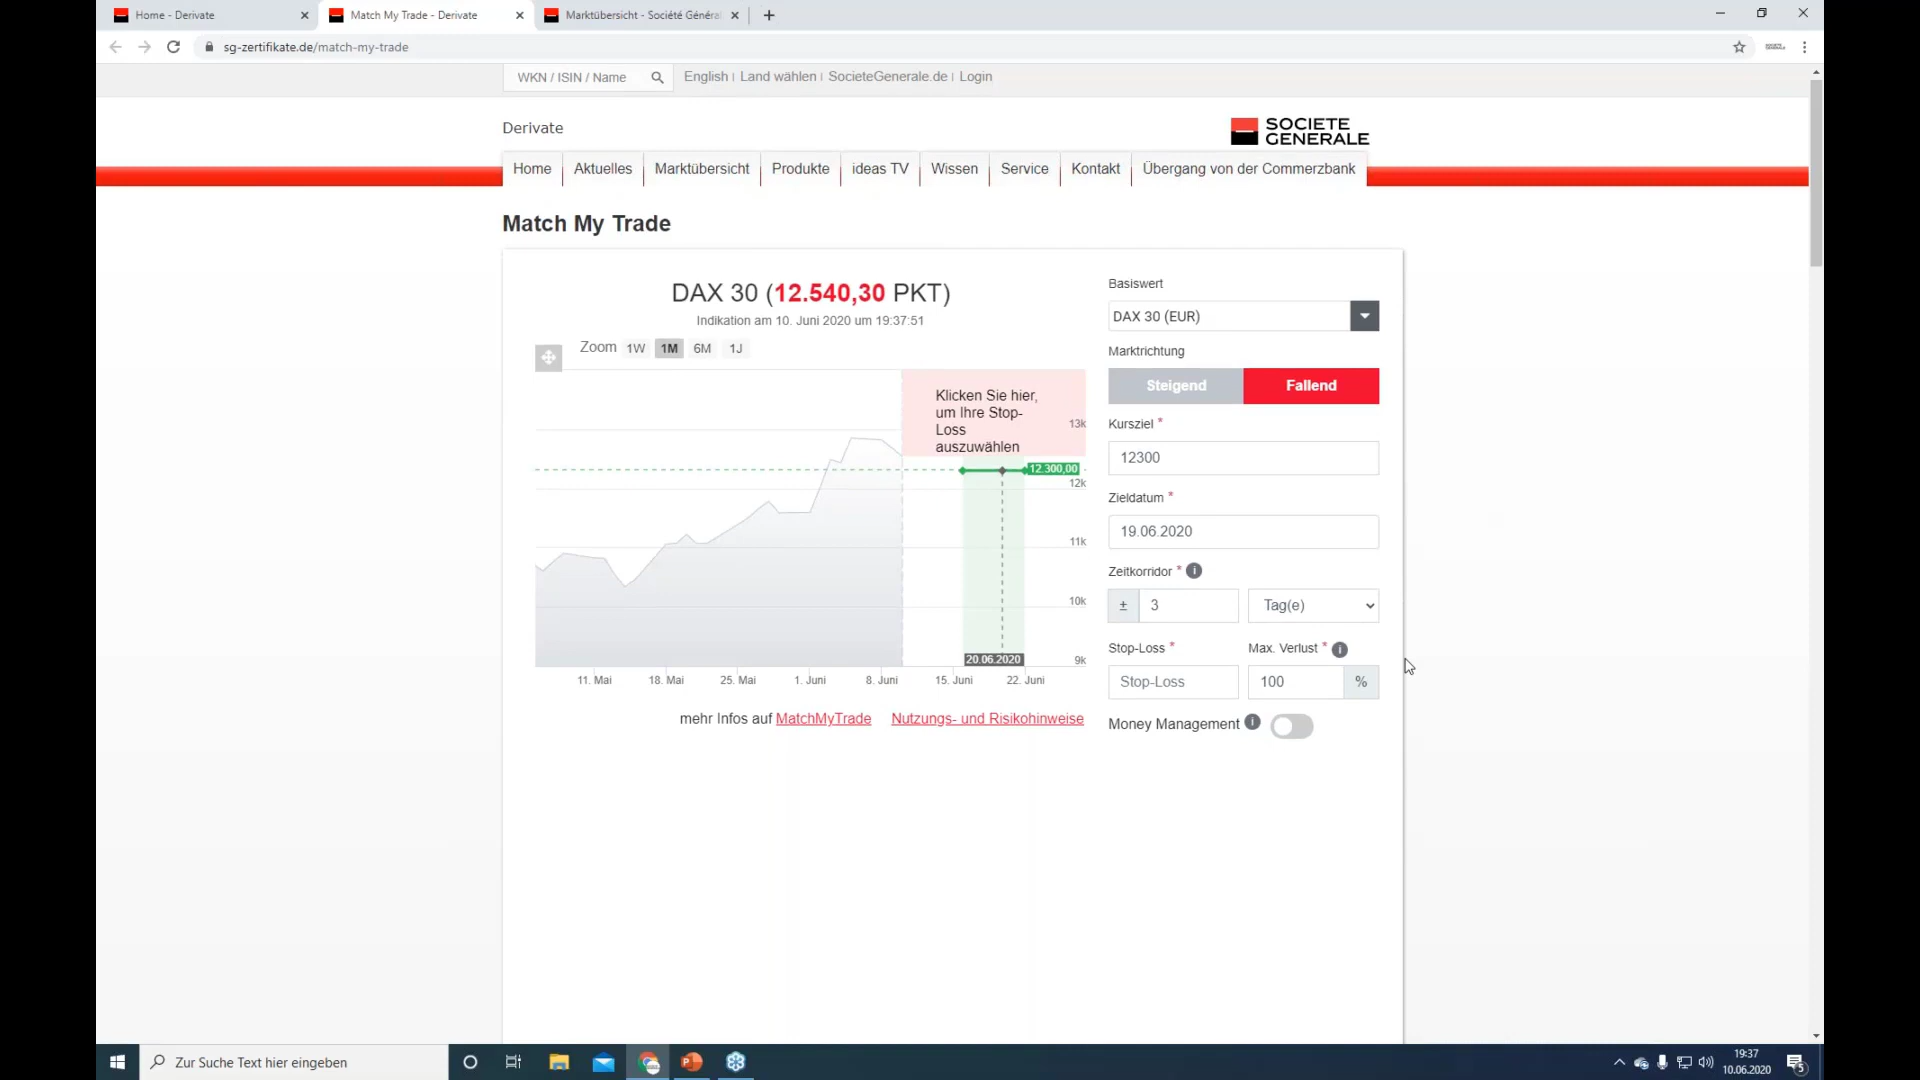 Home - Derivate
Match My Trade - Derivate
Marktübersicht - Société Généra
sg-zertifikate.de/match-my-trade
WKN / ISIN / Name
English | Land wählen | SocieteGenerale.de | Login
Derivate
SOCIETE
GENERALE
Home
Aktuelles
Marktübersicht
Produkte
ideas TV
Wissen
Service
Kontakt
Übergang von der Commerzbank
Match My Trade
DAX 30 (12.540,30 PKT)
Indikation am 10. Juni 2020 um 19:37:51
Zoom 1W 1M 6M 1J
Klicken Sie hier,
um Ihre Stop-
Loss
auszuwählen
13k
12.300,00
12k
11k
10k
9k
20.06.2020
11. Mai 18. Mai 25. Mai 1. Juni 8. Juni 15. Juni 22. Juni
mehr Infos auf MatchMyTrade Nutzungs- und Risikohinweise
Basiswert
DAX 30 (EUR)
Marktrichtung
Steigend Fallend
Kursziel *
12300
Zieldatum *
19.06.2020
Zeitkorridor * i
± 3 Tag(e)
Stop-Loss * Max. Verlust * i
Stop-Loss 100 %
Money Management i
Zur Suche Text hier eingeben
19:37
10.06.2020
5